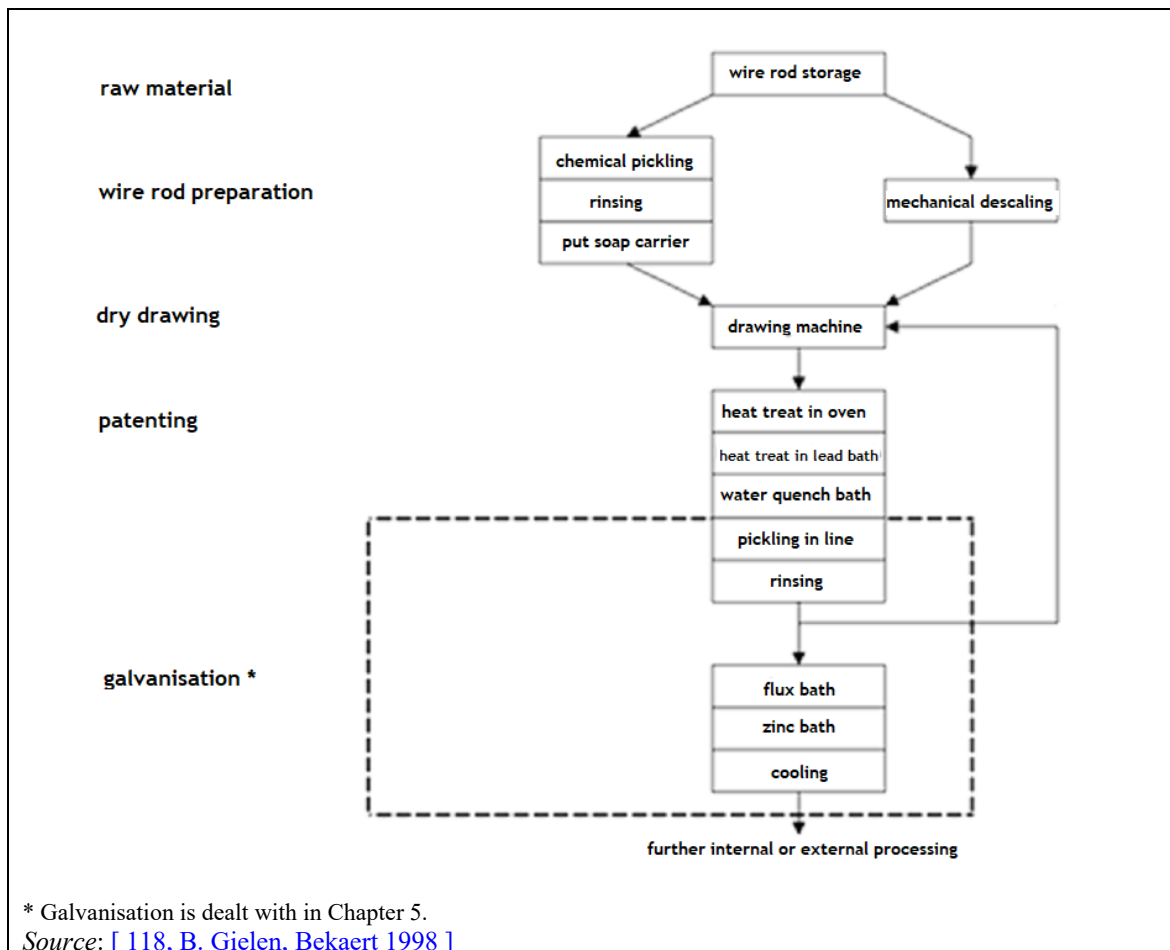 raw material
wire rod storage
chemical pickling
wire rod preparation
rinsing
mechanical descaling
put soap carrier
dry drawing
drawing machine
patenting
heat treat in oven
heat treat in lead bath
water quench bath
pickling in line
rinsing
galvanisation *
flux bath
zinc bath
cooling
further internal or external processing
* Galvanisation is dealt with in Chapter 5.
Source: [ 118, B. Gielen, Bekaert 1998 ]